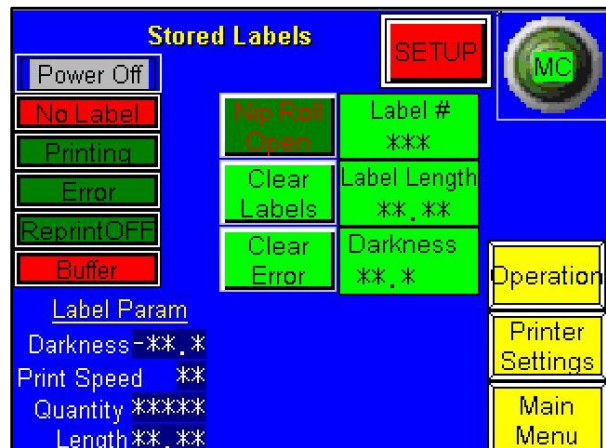 Stored Labels
SETUP
MC
Power Off
No Label
Printing
Error
ReprintOFF
Buffer
Nip Roll
Open
Label #
***
Clear
Labels
Label Length
**.**
Clear
Error
Darkness
**.*
Operation
Printer
Settings
Main
Menu
Label Param
Darkness-**.*
Print Speed **
Quantity *****
Length**.**